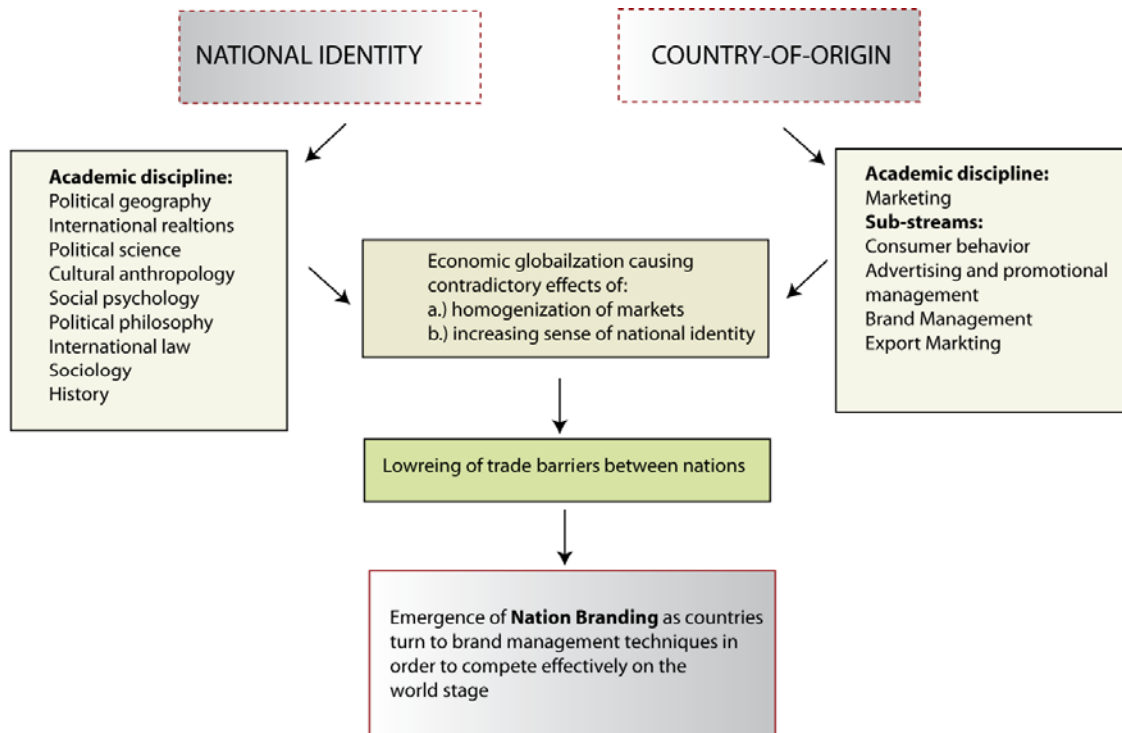 NATIONAL IDENTITY
COUNTRY-OF-ORIGIN
Academic discipline:
Political geography
International realtions
Political science
Cultural anthropology
Social psychology
Political philosophy
International law
Sociology
History
Academic discipline:
Marketing
Sub-streams:
Consumer behavior
Advertising and promotional
management
Brand Management
Export Markting
Economic globailzation causing
contradictory effects of:
a.) homogenization of markets
b.) increasing sense of national identity
Lowreing of trade barriers between nations
Emergence of Nation Branding as countries
turn to brand management techniques in
order to compete effectively on the
world stage